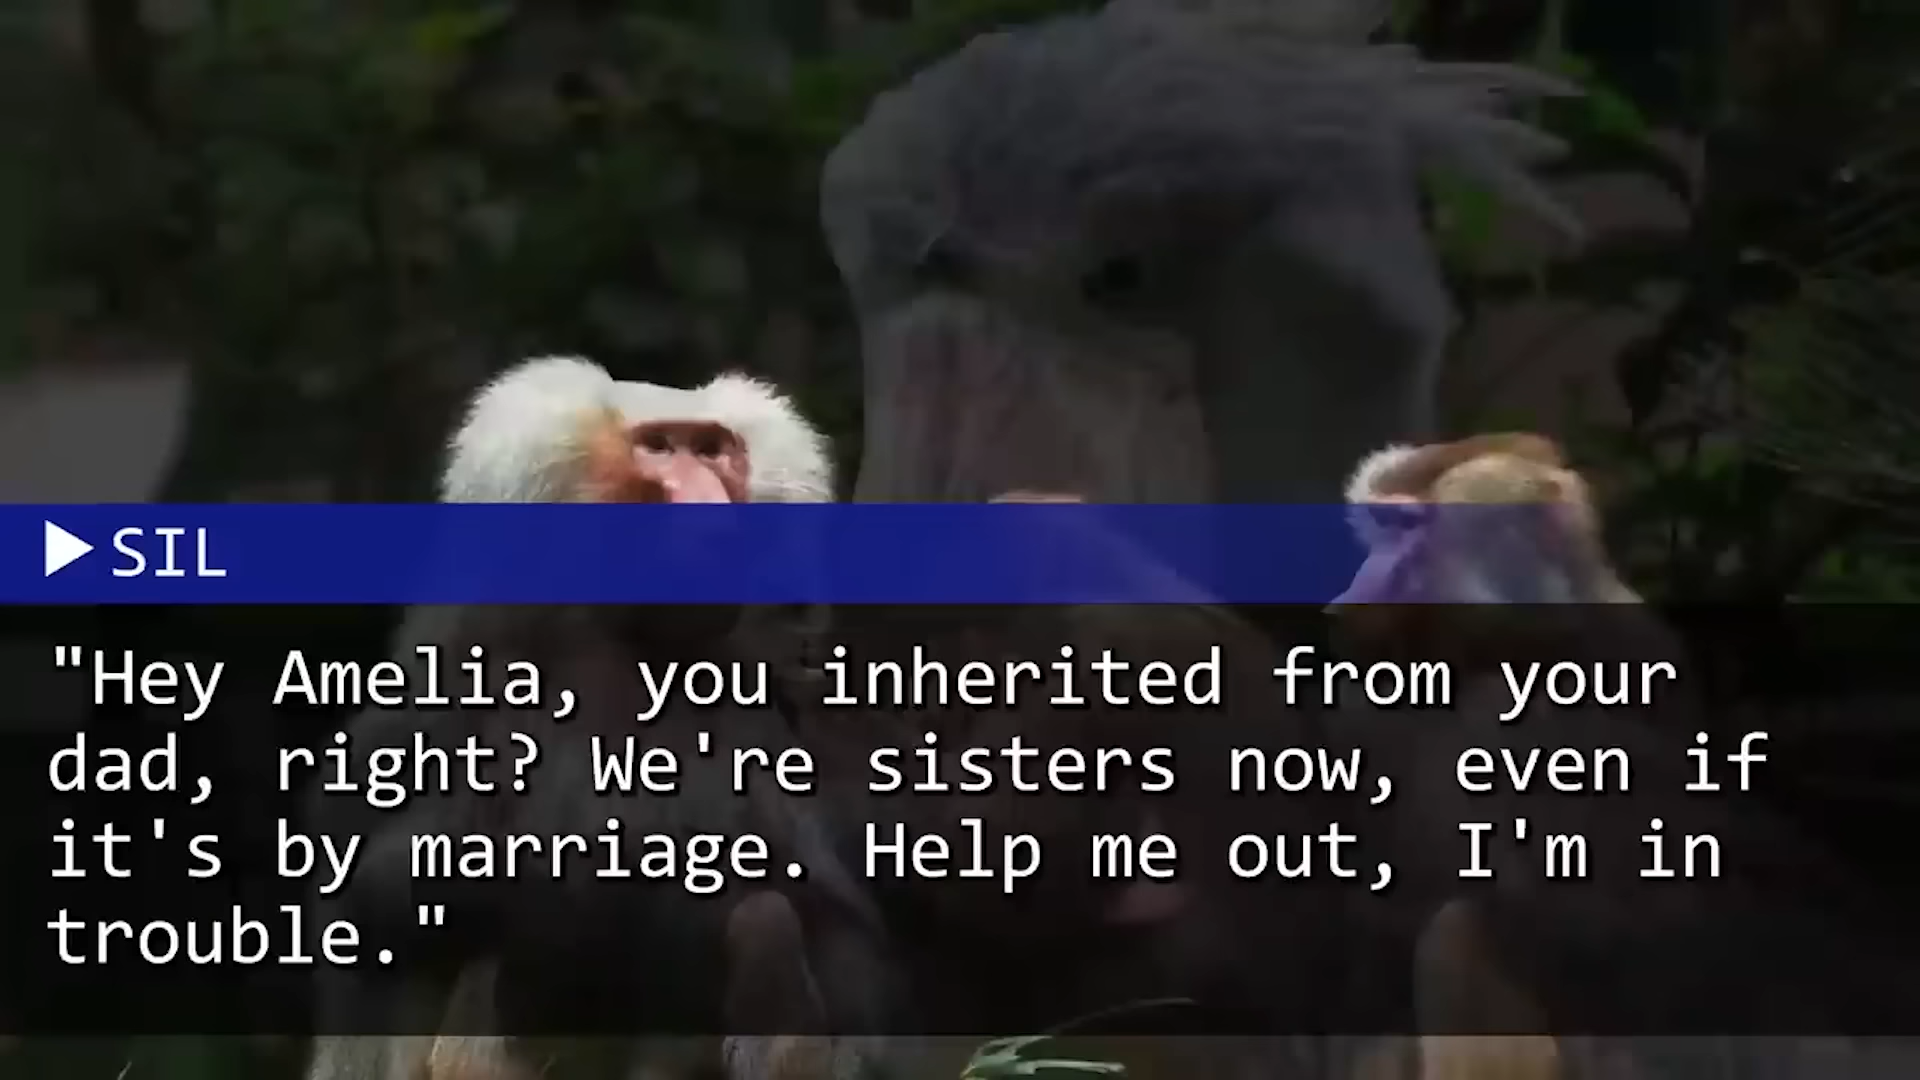 SIL
"Hey Amelia, you inherited from your
dad, right? We're sisters now, even if
it's by marriage. Help me out, I'm in
trouble."